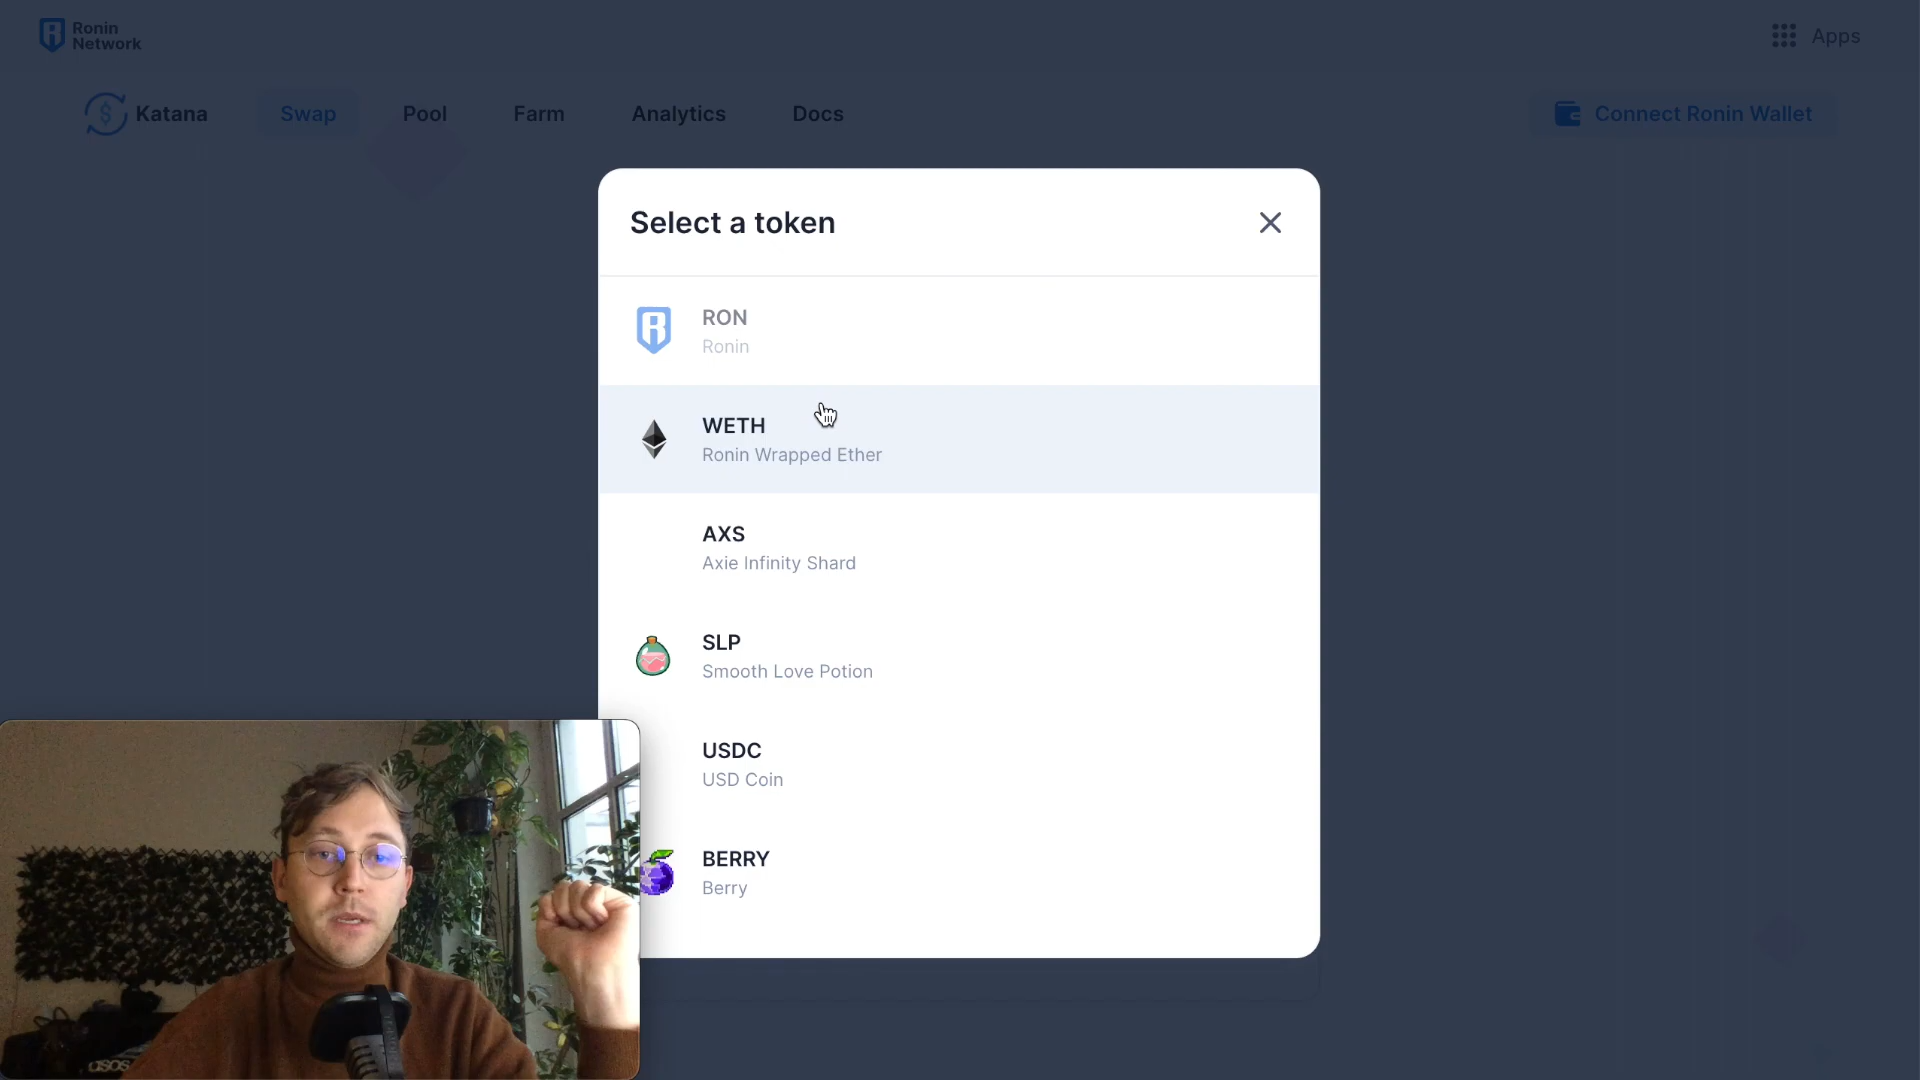 Ronin
Network
Apps
Katana
Swap
Pool
Farm
Analytics
Docs
Connect Ronin Wallet
Select a token
RON
Ronin
WETH
Ronin Wrapped Ether
AXS
Axie Infinity Shard
SLP
Smooth Love Potion
USDC
USD Coin
BERRY
Berry
asos